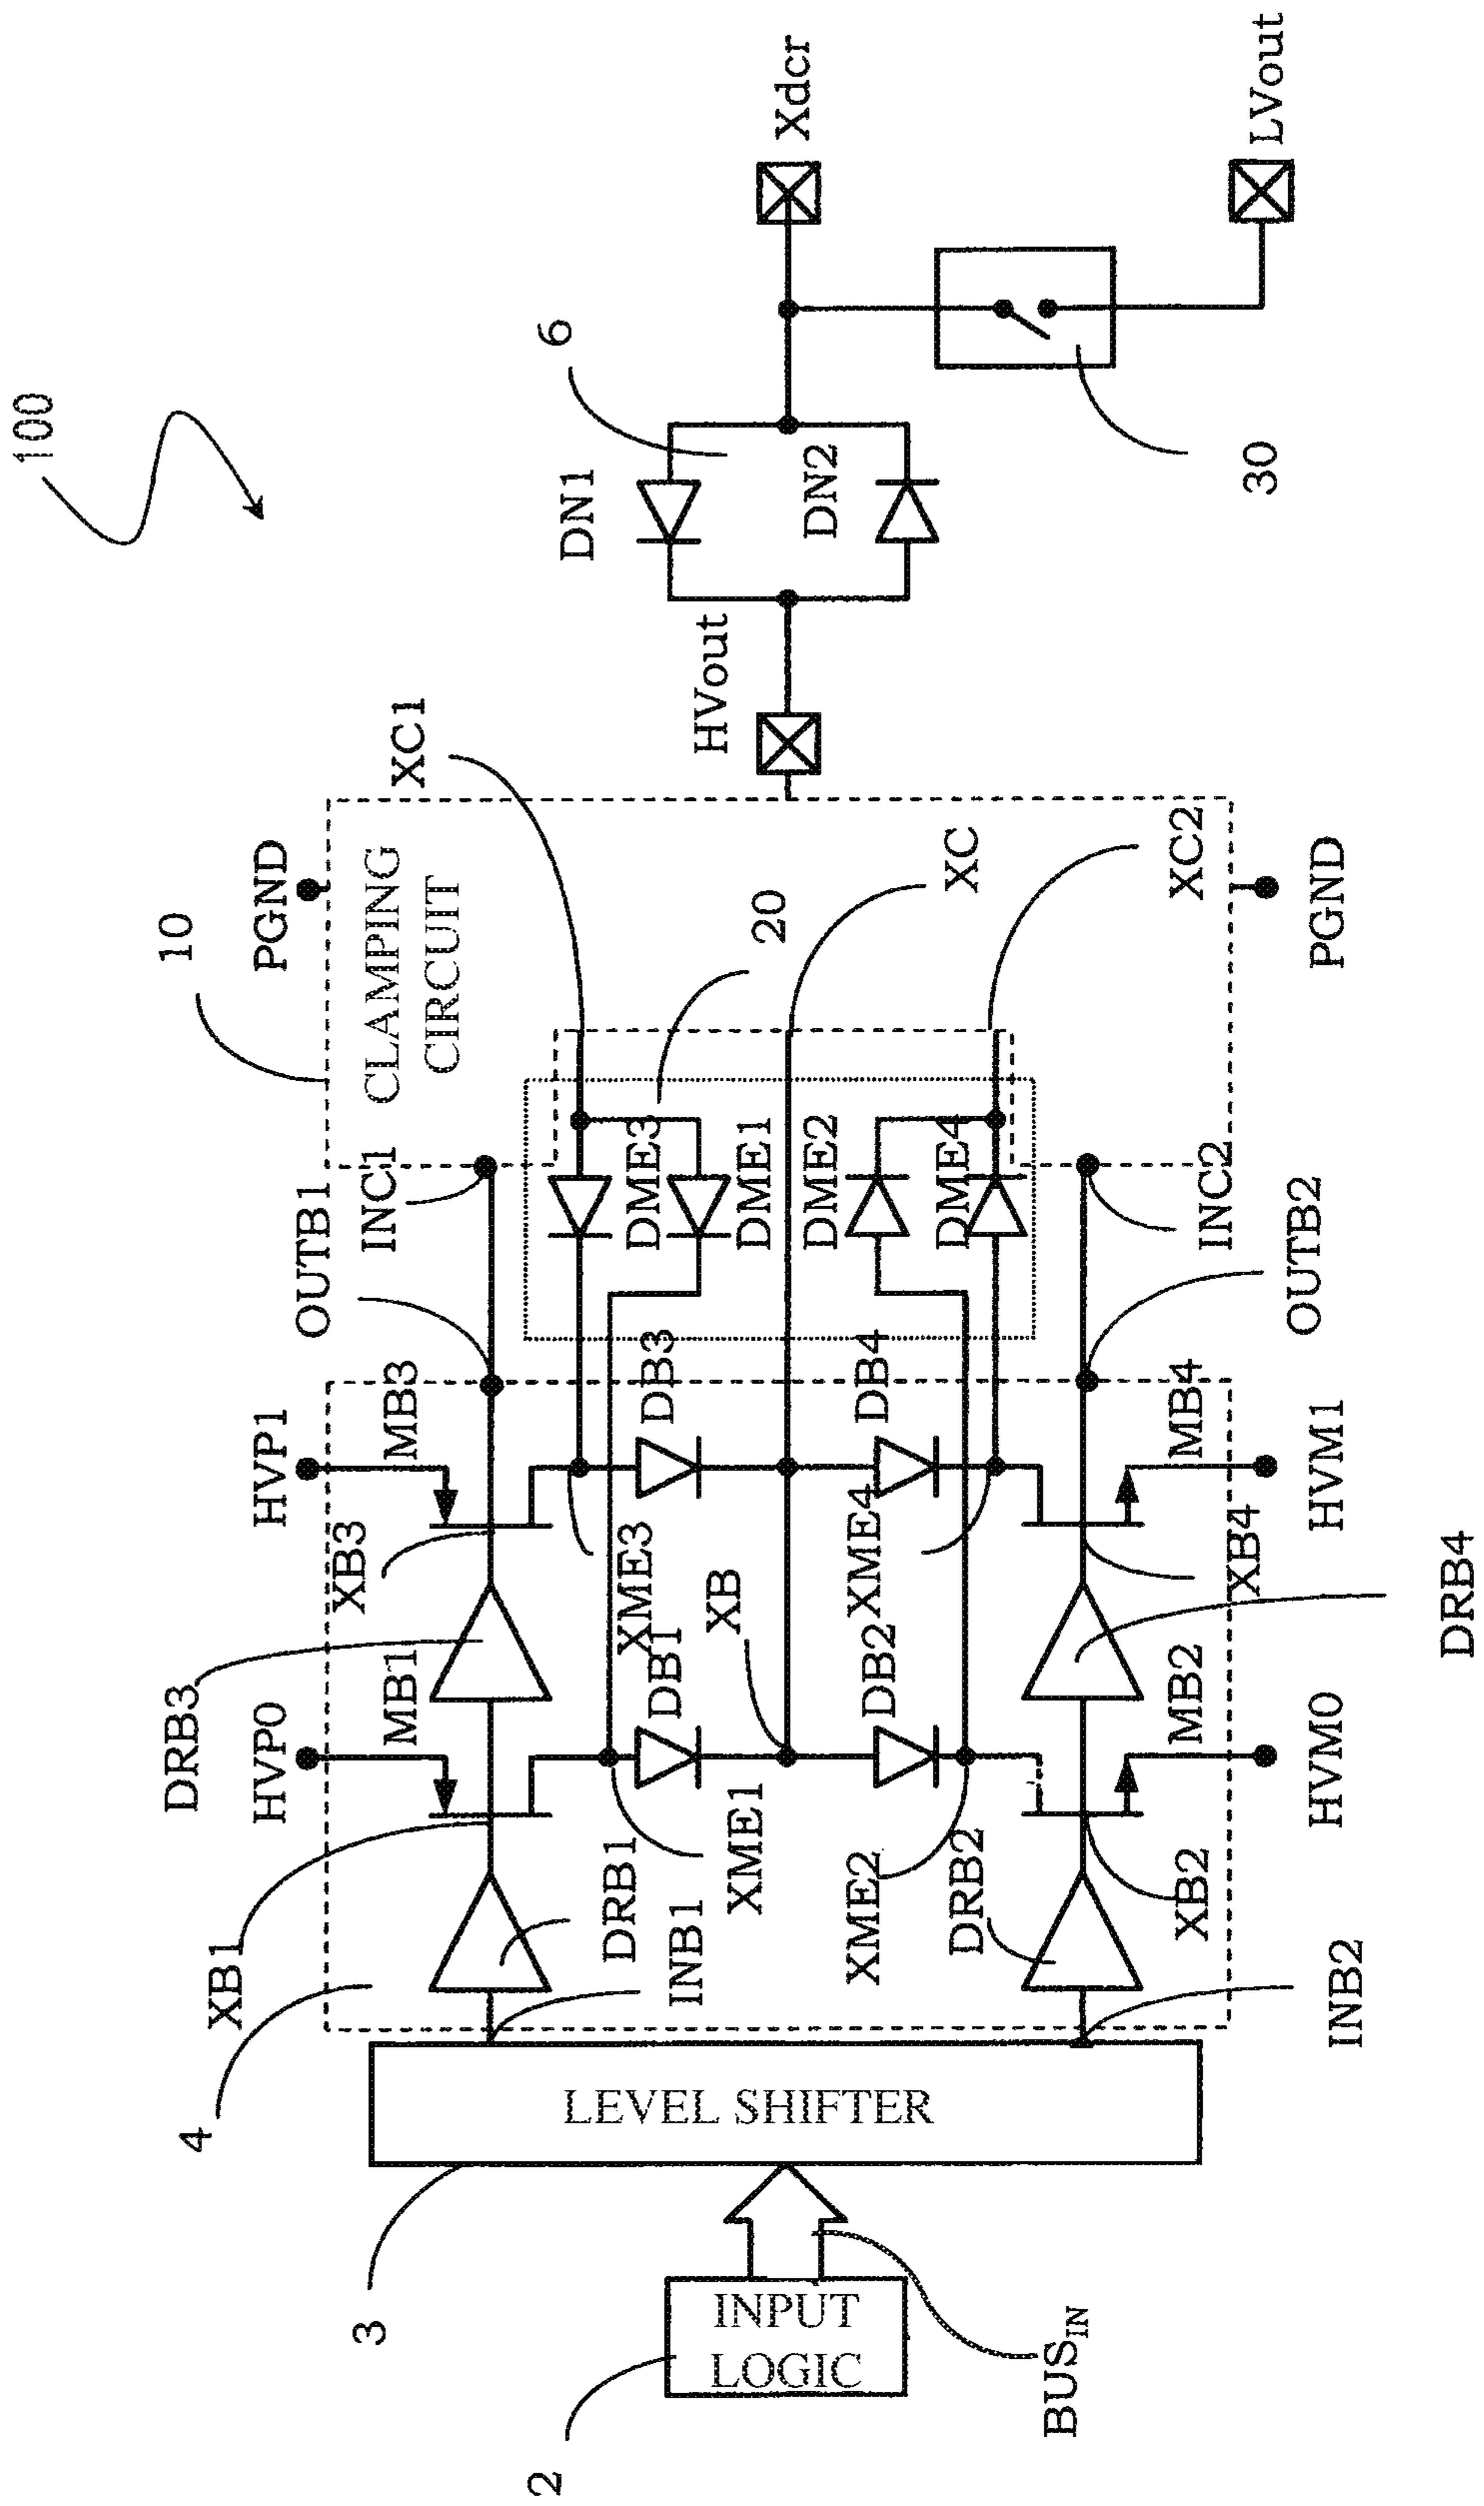 100
10
PGND
CLAMPING
CIRCUIT
XC1
HVout
DN1
6
DN2
Xdcr
30
LVout
20
XC
XC2
PGND
INC1
OUTB1
DME3
DME1
DME2
DME4
INC2
OUTB2
HVP1
MB3
XB3
DB3
XME3
DB4
XME4
MB4
XB4
HVM1
DRB3
HVP0
MB1
XB1
DRB1
DB1
XME1
XB
DB2
XME2
DRB2
MB2
XB2
HVM0
DRB4
4
INB1
INB2
3
LEVEL SHIFTER
2
INPUT
LOGIC
BUSIN